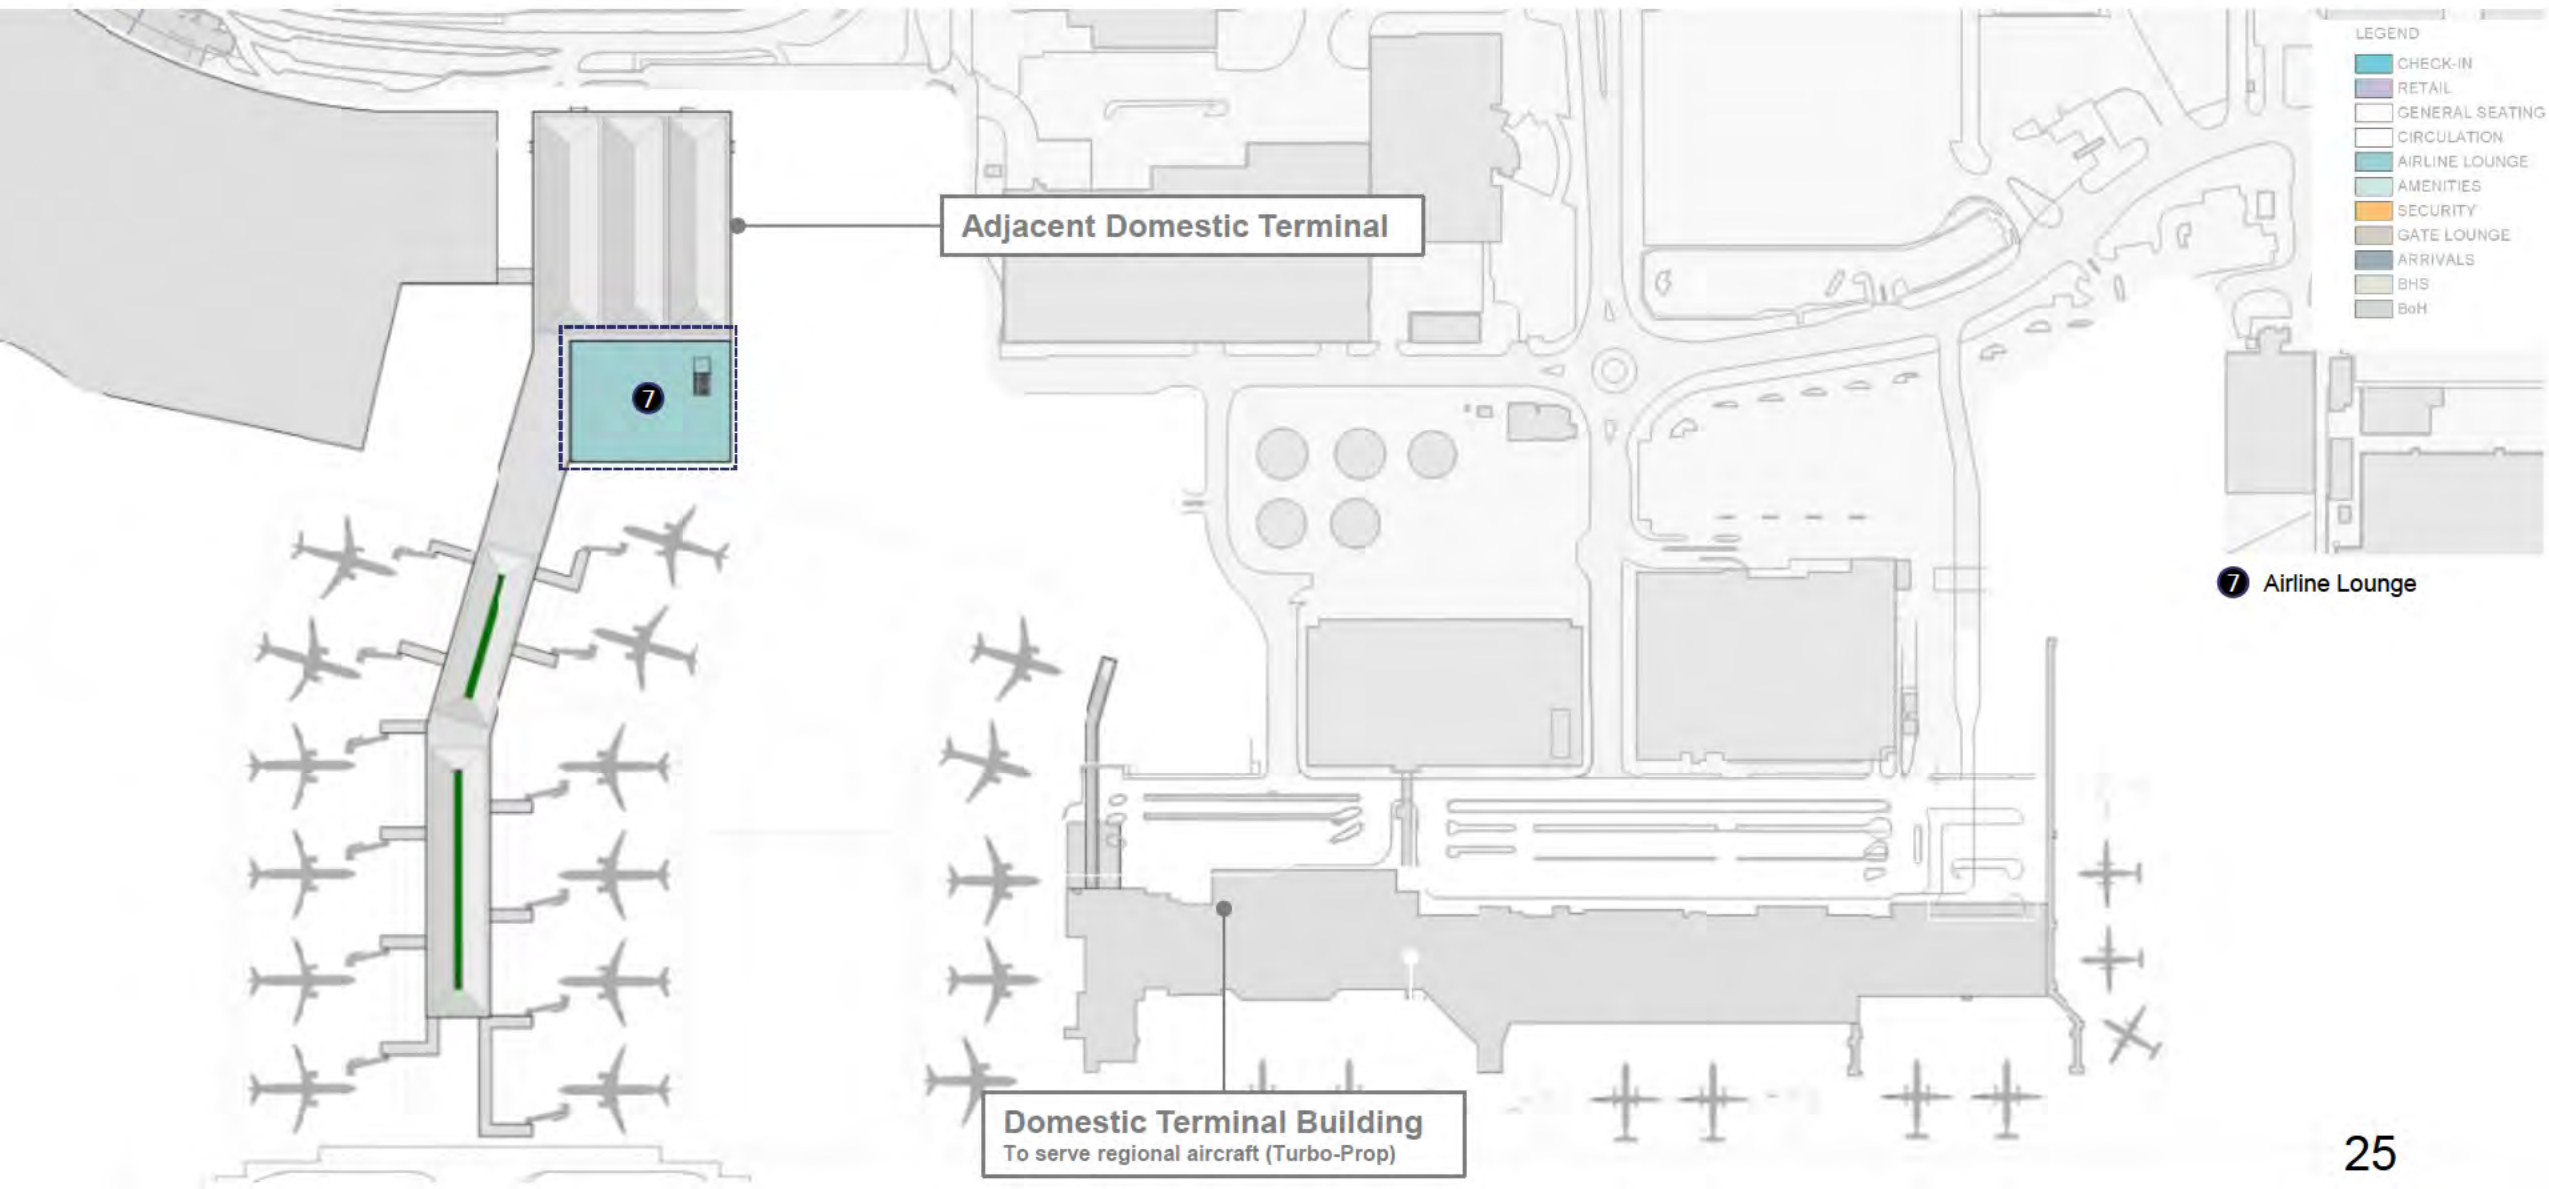 LEGEND
CHECK-IN
RETAIL
GENERAL SEATING
CIRCULATION
AIRLINE LOUNGE
AMENITIES
SECURITY
GATE LOUNGE
ARRIVALS
BHS
BoH
Adjacent Domestic Terminal
7
7 Airline Lounge
Domestic Terminal Building
To serve regional aircraft (Turbo-Prop)
25